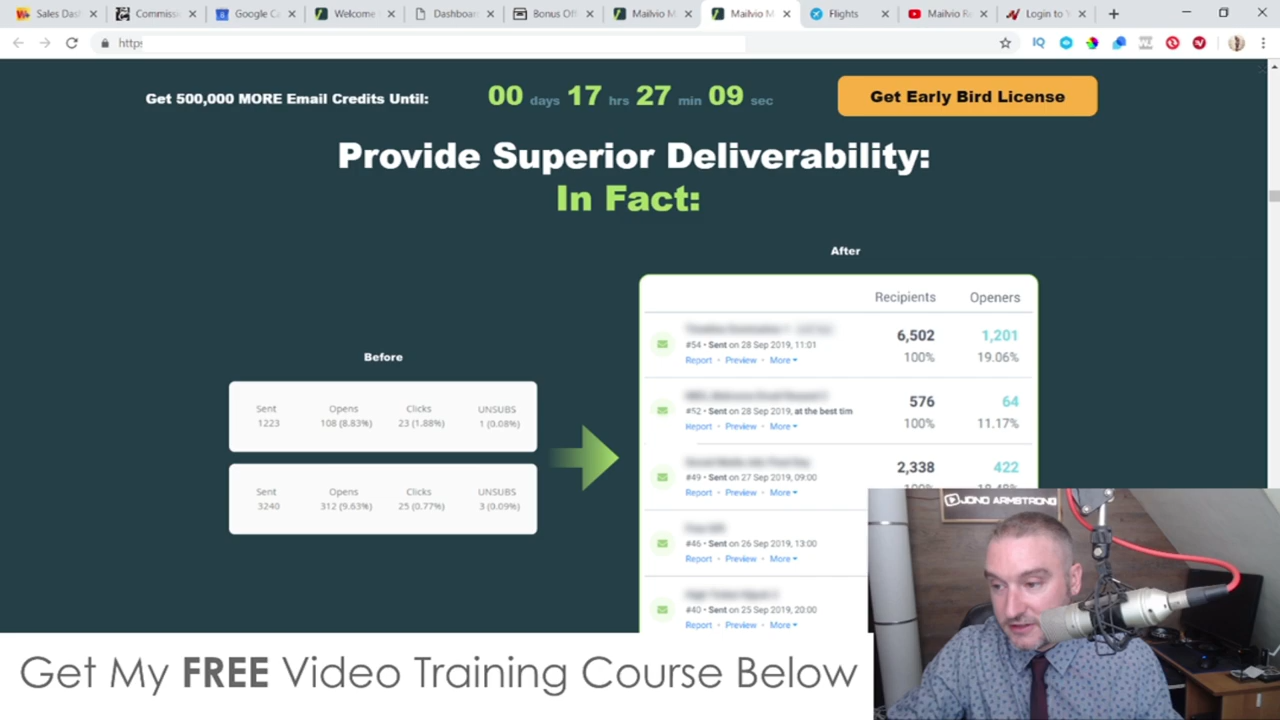 Sales Das
Commissi
Google C
Welcome
Dashboar
Bonus Of
Mailvio M
Mailvio M
Flights
Mailvio Re
Login to Y
https
Get 500,000 MORE Email Credits Until:
00 days 17 hrs 27 min 09 sec
Get Early Bird License
Provide Superior Deliverability:
In Fact:
After
Recipients Openers
6,502 1,201
#54 • Sent on 28 Sep 2019, 11:01
100% 19.06%
Report • Preview • More
576 64
#52 • Sent on 28 Sep 2019, at the best tim
100% 11.17%
Report • Preview • More
2,338 422
#49 • Sent on 27 Sep 2019, 09:00
Report • Preview • More
#46 • Sent on 26 Sep 2019, 13:00
Report • Preview • More
#40 • Sent on 25 Sep 2019, 20:00
Report • Preview • More
Before
Sent Opens Clicks UNSUBS
1223 108 (8.83%) 23 (1.88%) 1 (0.08%)
Sent Opens Clicks UNSUBS
3240 312 (9.63%) 25 (0.77%) 3 (0.09%)
JONO ARMSTRONG
Get My FREE Video Training Course Below